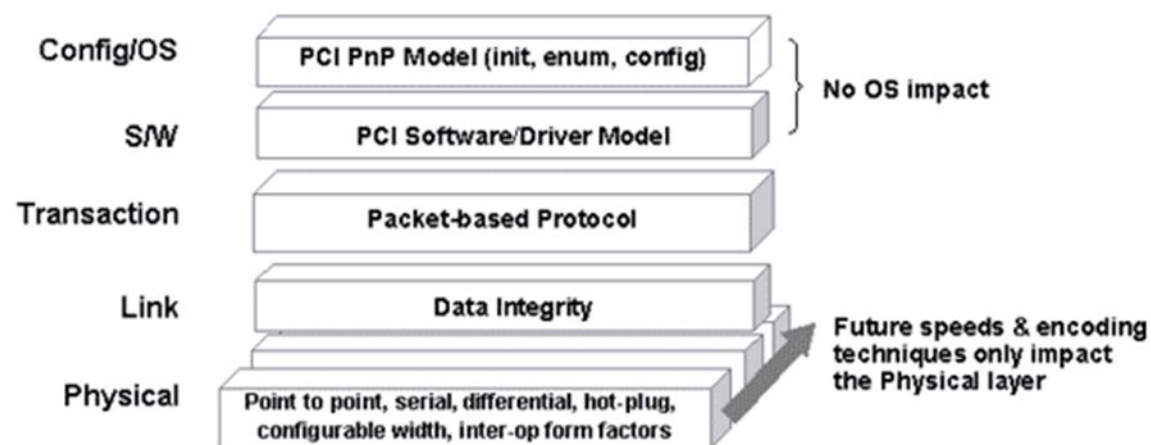 Config/OS
PCI PnP Model (init, enum, config)
No OS impact
S/W
PCI Software/Driver Model
Transaction
Packet-based Protocol
Link
Data Integrity
Future speeds & encoding
techniques only impact
the Physical layer
Physical
Point to point, serial, differential, hot-plug,
configurable width, inter-op form factors